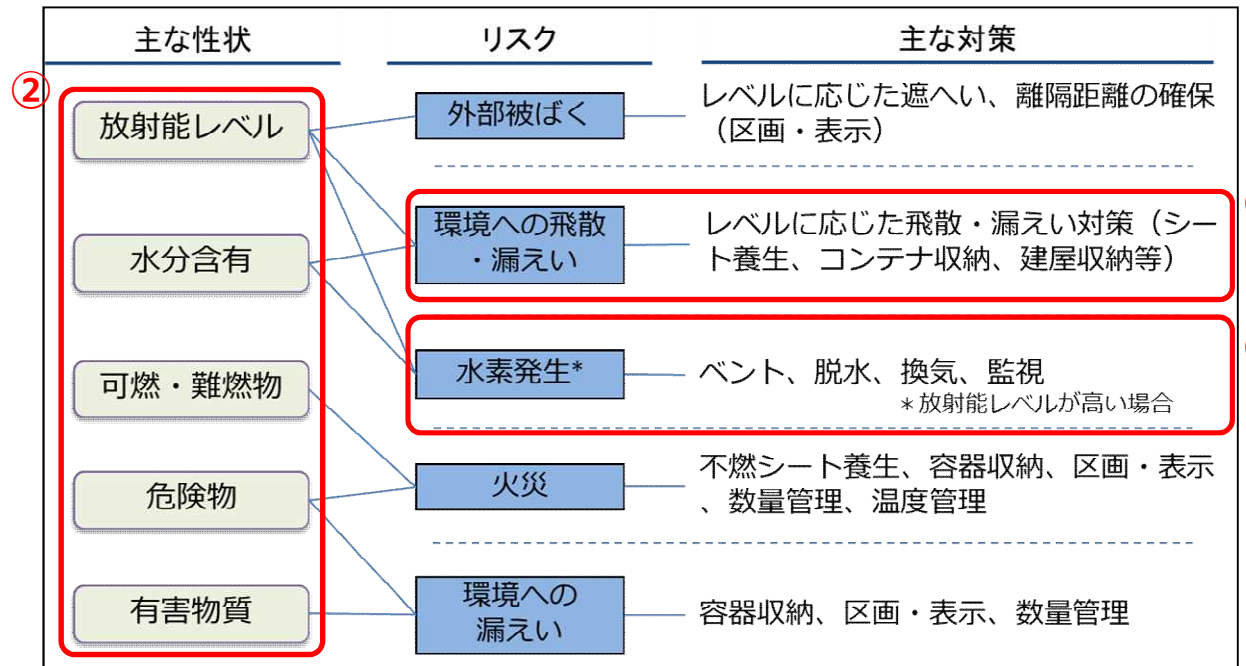 主な性状
リスク
主な対策
②
放射能レベル
外部被ばく
レベルに応じた遮へい、離隔距離の確保
（区画・表示）
水分含有
環境への飛散
・漏えい
レベルに応じた飛散・漏えい対策（シー
ト養生、コンテナ収納、建屋収納等）
可燃・難燃物
水素発生*
ベント、脱水、換気、監視
＊放射能レベルが高い場合
危険物
火災
不燃シート養生、容器収納、区画・表示
、数量管理、温度管理
有害物質
環境への
漏えい
容器収納、区画・表示、数量管理